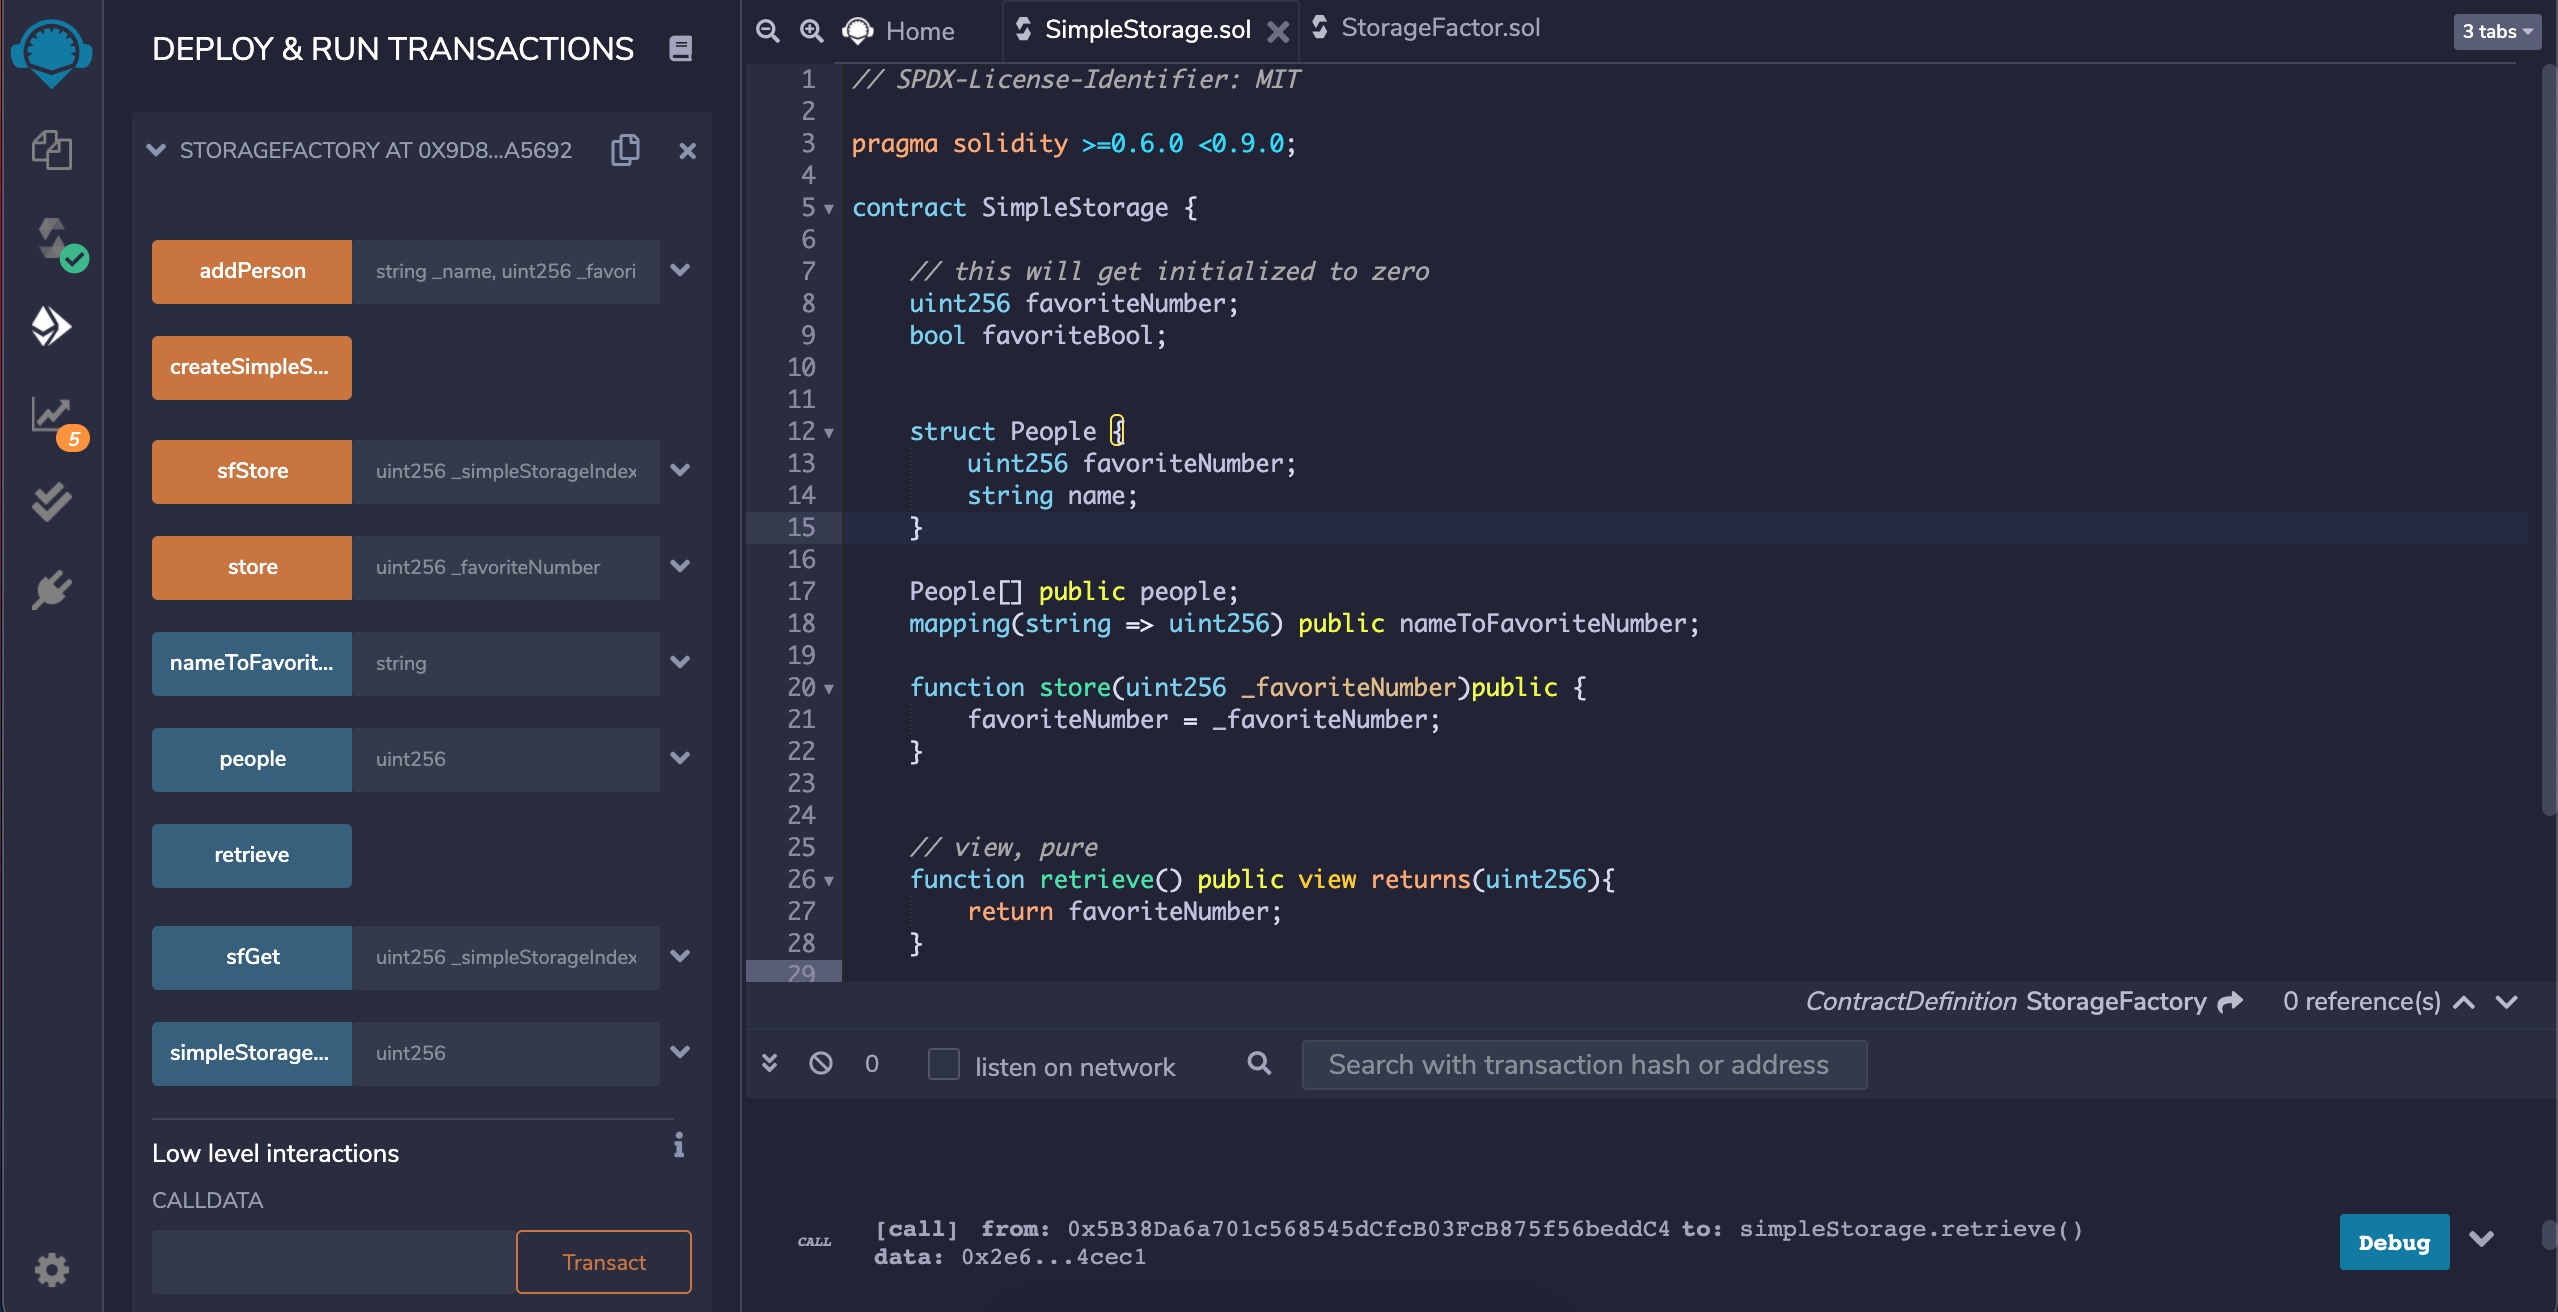 DEPLOY & RUN TRANSACTIONS
STORAGEFACTORY AT 0X9D8...A5692
addPerson string _name, uint256 _favori
createSimpleS...
sfStore uint256 _simpleStorageIndex
store uint256 _favoriteNumber
nameToFavorit... string
people uint256
retrieve
sfGet uint256 _simpleStorageIndex
simpleStorage... uint256
Low level interactions
CALLDATA
Transact
5
Home SimpleStorage.sol StorageFactor.sol 3 tabs
1 // SPDX-License-Identifier: MIT
2
3 pragma solidity >=0.6.0 <0.9.0;
4
5 contract SimpleStorage {
6
7 // this will get initialized to zero
8 uint256 favoriteNumber;
9 bool favoriteBool;
10
11
12 struct People {
13 uint256 favoriteNumber;
14 string name;
15 }
16
17 People[] public people;
18 mapping(string => uint256) public nameToFavoriteNumber;
19
20 function store(uint256 _favoriteNumber)public {
21 favoriteNumber = _favoriteNumber;
22 }
23
24
25 // view, pure
26 function retrieve() public view returns(uint256){
27 return favoriteNumber;
28 }
29
ContractDefinition StorageFactory 0 reference(s)
0 listen on network Search with transaction hash or address
CALL [call] from: 0x5B38Da6a701c568545dCfcB03FcB875f56beddC4 to: simpleStorage.retrieve()
data: 0x2e6...4cec1
Debug